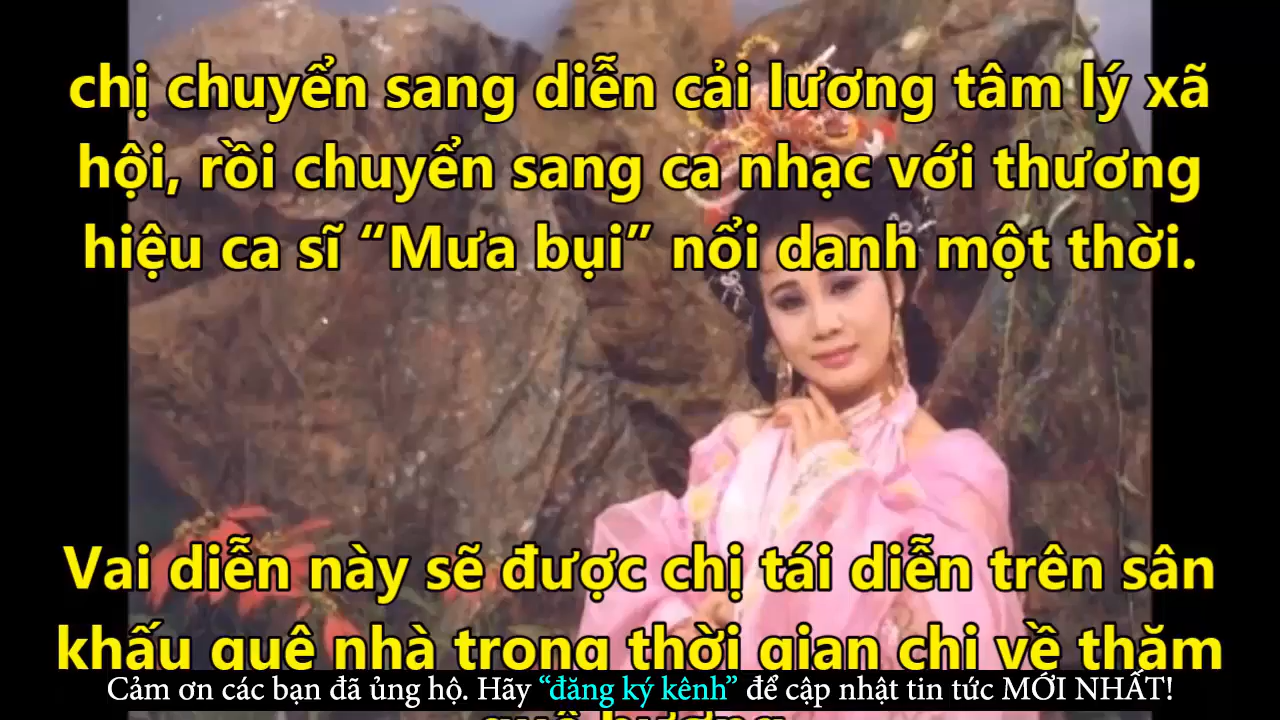 chị chuyển sang diễn cải lương tâm lý xã
hội, rồi chuyển sang ca nhạc với thương
hiệu ca sĩ “Mưa bụi” nổi danh một thời.
Vai diễn này sẽ được chị tái diễn trên sân
khấu quê nhà trong thời gian chị về thăm
Cảm ơn các bạn đã ủng hộ. Hãy “đăng ký kênh” để cập nhật tin tức MỚI NHẤT!